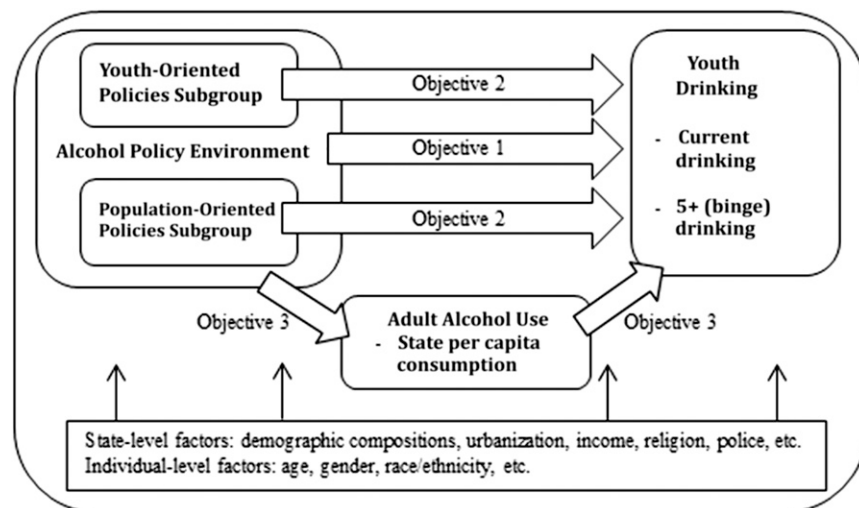 Youth-Oriented
Policies Subgroup
Objective 2
Alcohol Policy Environment
Objective 1
Population-Oriented
Policies Subgroup
Objective 2
Youth
Drinking
- Current
drinking
- 5+ (binge)
drinking
Objective 3
Adult Alcohol Use
- State per capita
consumption
Objective 3
State-level factors: demographic compositions, urbanization, income, religion, police, etc.
Individual-level factors: age, gender, race/ethnicity, etc.